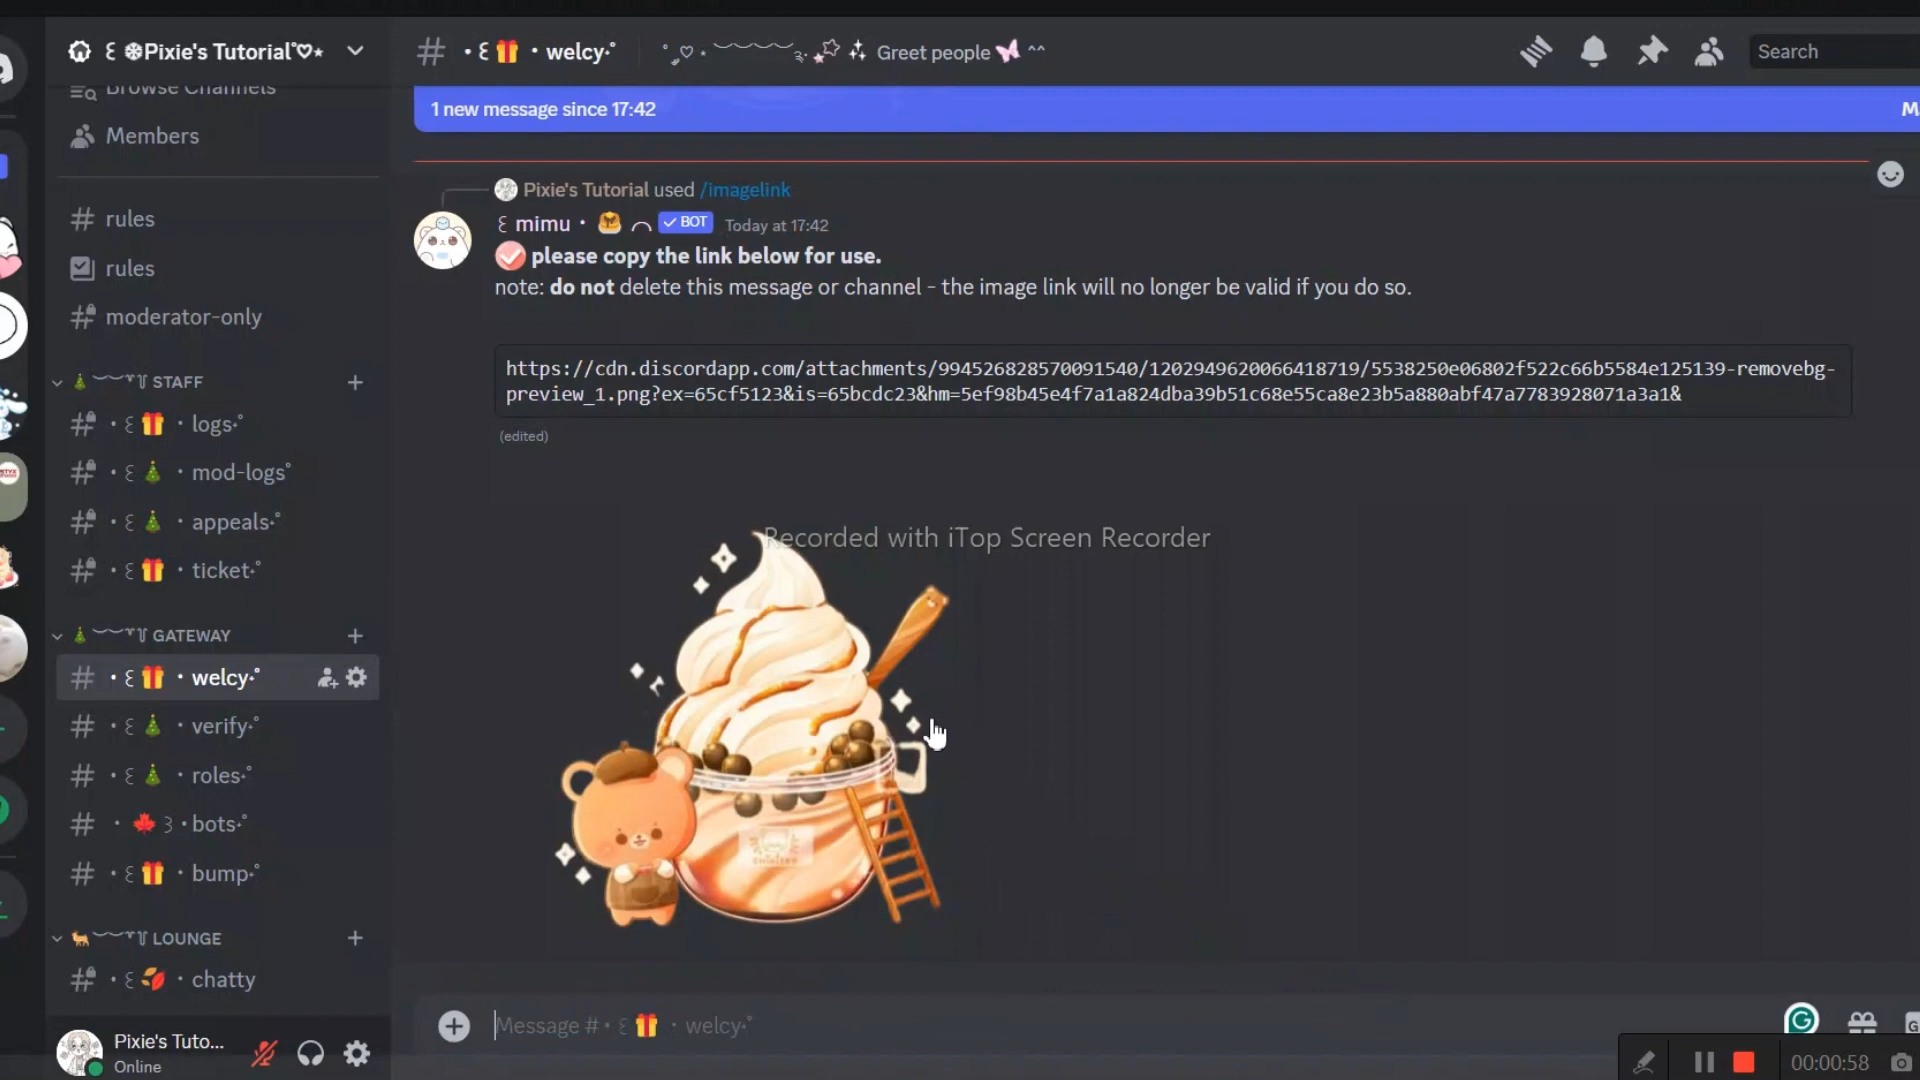 ꒰ ❄Pixie's Tutorial°♡⋆
Browse Channels
Members
rules
rules
moderator-only
STAFF
・꒰🎁・logs˖°
・꒰🎄・mod-logs°
・꒰🎄・appeals˖°
・꒰🎁・ticket˖°
GATEWAY
・꒰🎁・welcy˖°
・꒰🎄・verify˖°
・꒰🎄・roles˖°
・🍁꒱・bots˖°
・꒰🎁・bump˖°
LOUNGE
・꒰🍂・chatty
Pixie's Tuto...
Online
・꒰🎁・welcy˖°
Greet people🦋 ^^
Search
1 new message since 17:42
Pixie's Tutorial used /imagelink
꒰ mimu・🍯 ⌒ ✓ BOT Today at 17:42
please copy the link below for use.
note: do not delete this message or channel - the image link will no longer be valid if you do so.
https://cdn.discordapp.com/attachments/994526828570091540/1202949620066418719/5538250e06802f522c66b5584e125139-removebg-
preview_1.png?ex=65cf5123&is=65bcdc23&hm=5ef98b45e4f7a1a824dba39b51c68e55ca8e23b5a880abf47a7783928071a3a1&
(edited)
Recorded with iTop Screen Recorder
Message #・꒰🎁・welcy˖°
00:00:58